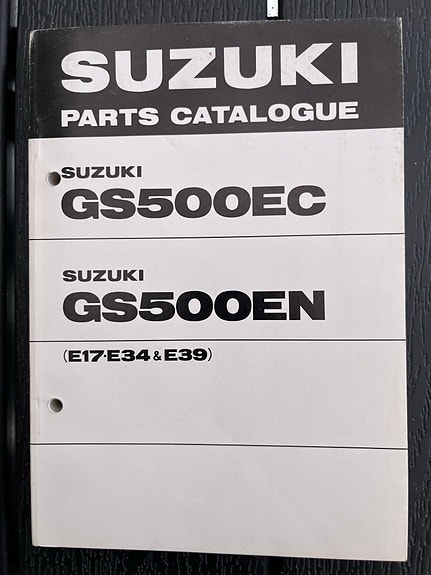 SUZUKI
PARTS CATALOGUE
SUZUKI
GS500EC
SUZUKI
GS500EN
(E17·E34 & E39)